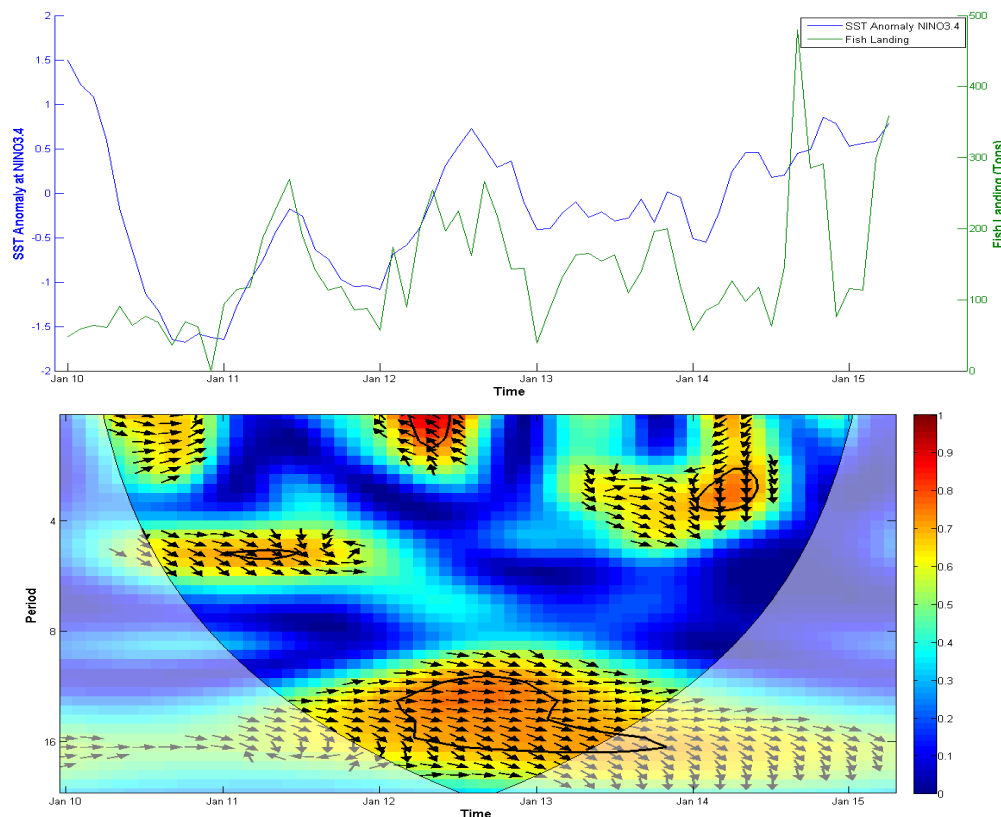 2
1.5
1
0.5
0
-0.5
-1
-1.5
-2
SST Anomaly at NINO3.4
SST Anomaly NINO3.4
Fish Landing
500
400
300
200
100
0
Fish Landing (Tons)
Jan 10
Jan 11
Jan 12
Jan 13
Jan 14
Jan 15
Time
4
8
16
Period
Jan 10
Jan 11
Jan 12
Jan 13
Jan 14
Jan 15
Time
1
0.9
0.8
0.7
0.6
0.5
0.4
0.3
0.2
0.1
0